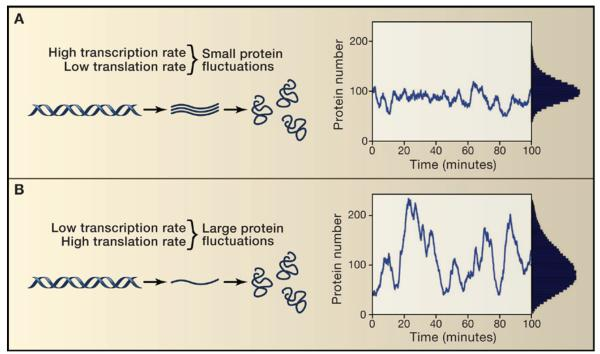 A
High transcription rate
Low translation rate
Small protein
fluctuations
Protein number
200
100
0
0 20 40 60 80 100
Time (minutes)
B
Low transcription rate
High translation rate
Large protein
fluctuations
Protein number
200
100
0
0 20 40 60 80 100
Time (minutes)